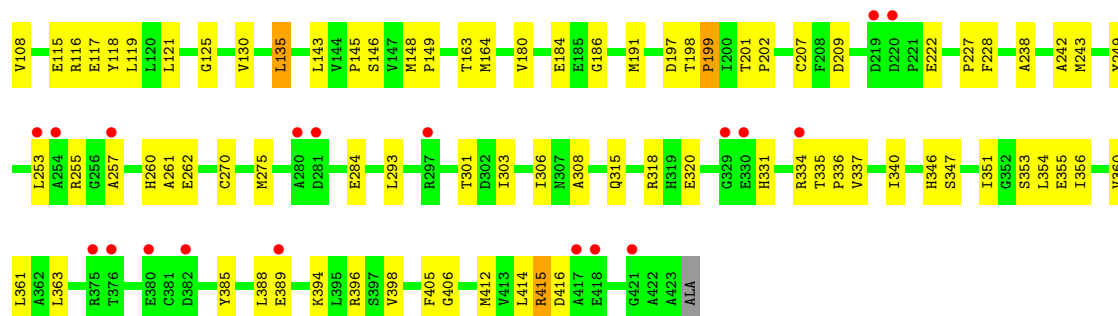 V108 E115 R116 E117 Y118 L119 L120 L121 G125 V130 L135 L143 V144 P145 S146 V147 M148 P149 T163 M164 V180 E184 E185 G186 M191 D197 T198 P199 I200 T201 P202 C207 F208 D209 D219 D220 P221 E222 P227 F228 A238 A242 M243
L253 A254 R255 G256 A257 H260 A261 E262 C270 M275 A280 D281 E284 L293 R297 T301 D302 I303 I306 N307 A308 Q315 R318 H319 E320 G329 E330 H331 R334 T335 P336 V337 I340 H346 S347 I351 G352 S353 L354 E355 I356
L361 A362 L363 R375 T376 E380 C381 D382 Y385 L388 E389 K394 L395 R396 S397 V398 F405 G406 M412 V413 L414 R415 D416 A417 E418 G421 A422 A423 ALA